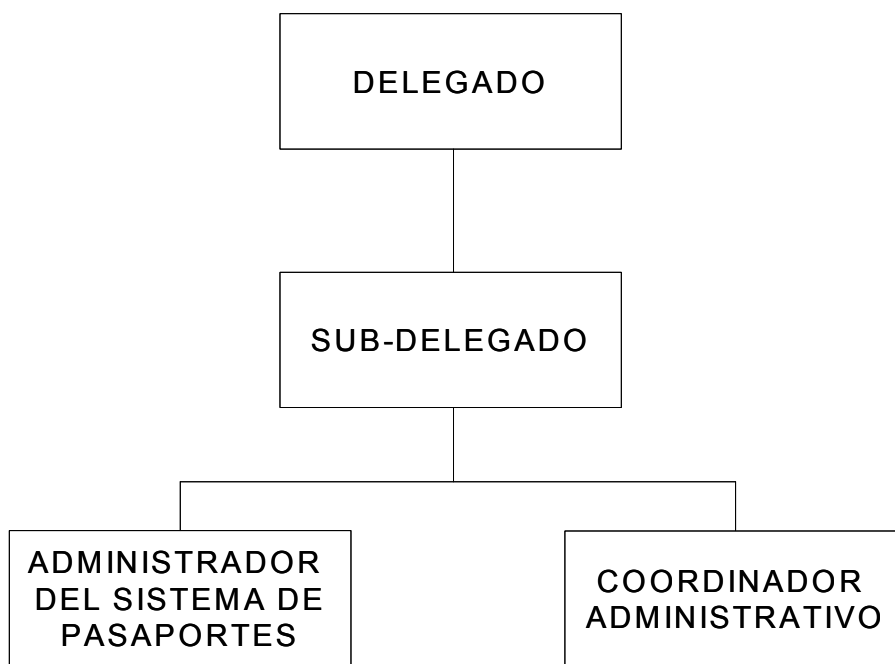 DELEGADO
SUB-DELEGADO
ADMINISTRADOR
DEL SISTEMA DE
PASAPORTES
COORDINADOR
ADMINISTRATIVO